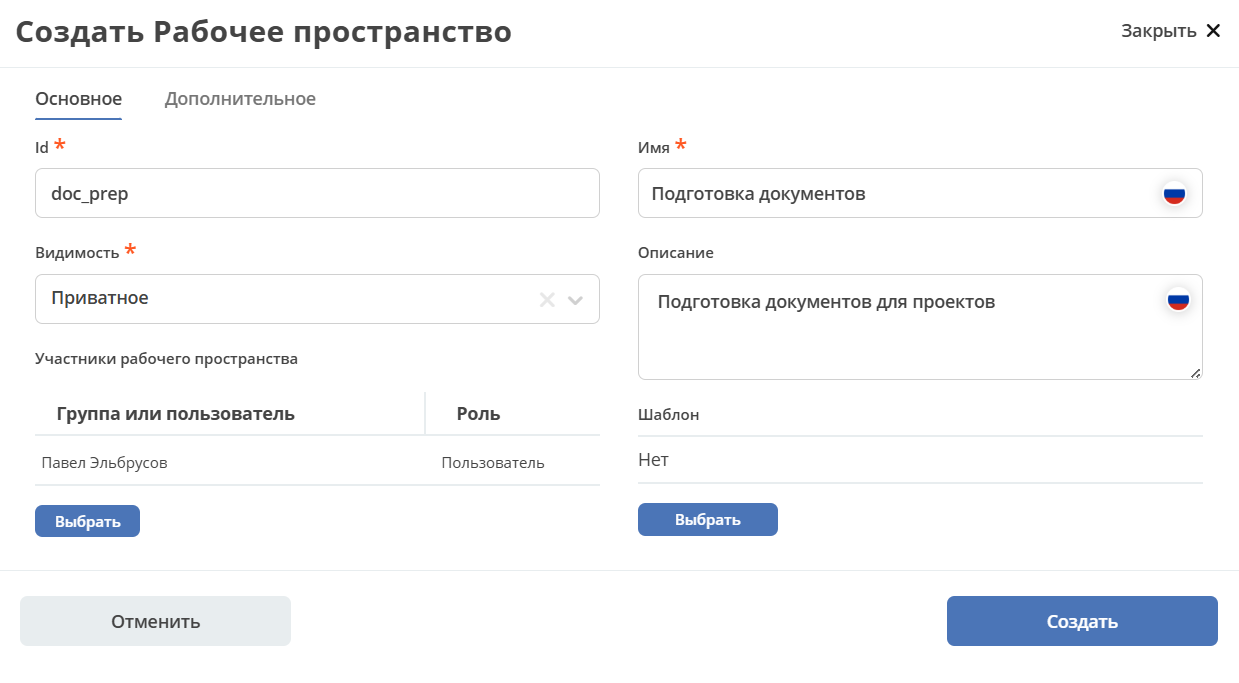 Создать Рабочее пространство
Закрыть
Основное
Дополнительное
Id *
Имя *
doc_prep
Подготовка документов
Видимость *
Описание
Приватное
Подготовка документов для проектов
Участники рабочего пространства
Группа или пользователь
Роль
Шаблон
Павел Эльбрусов
Пользователь
Нет
Выбрать
Выбрать
Отменить
Создать